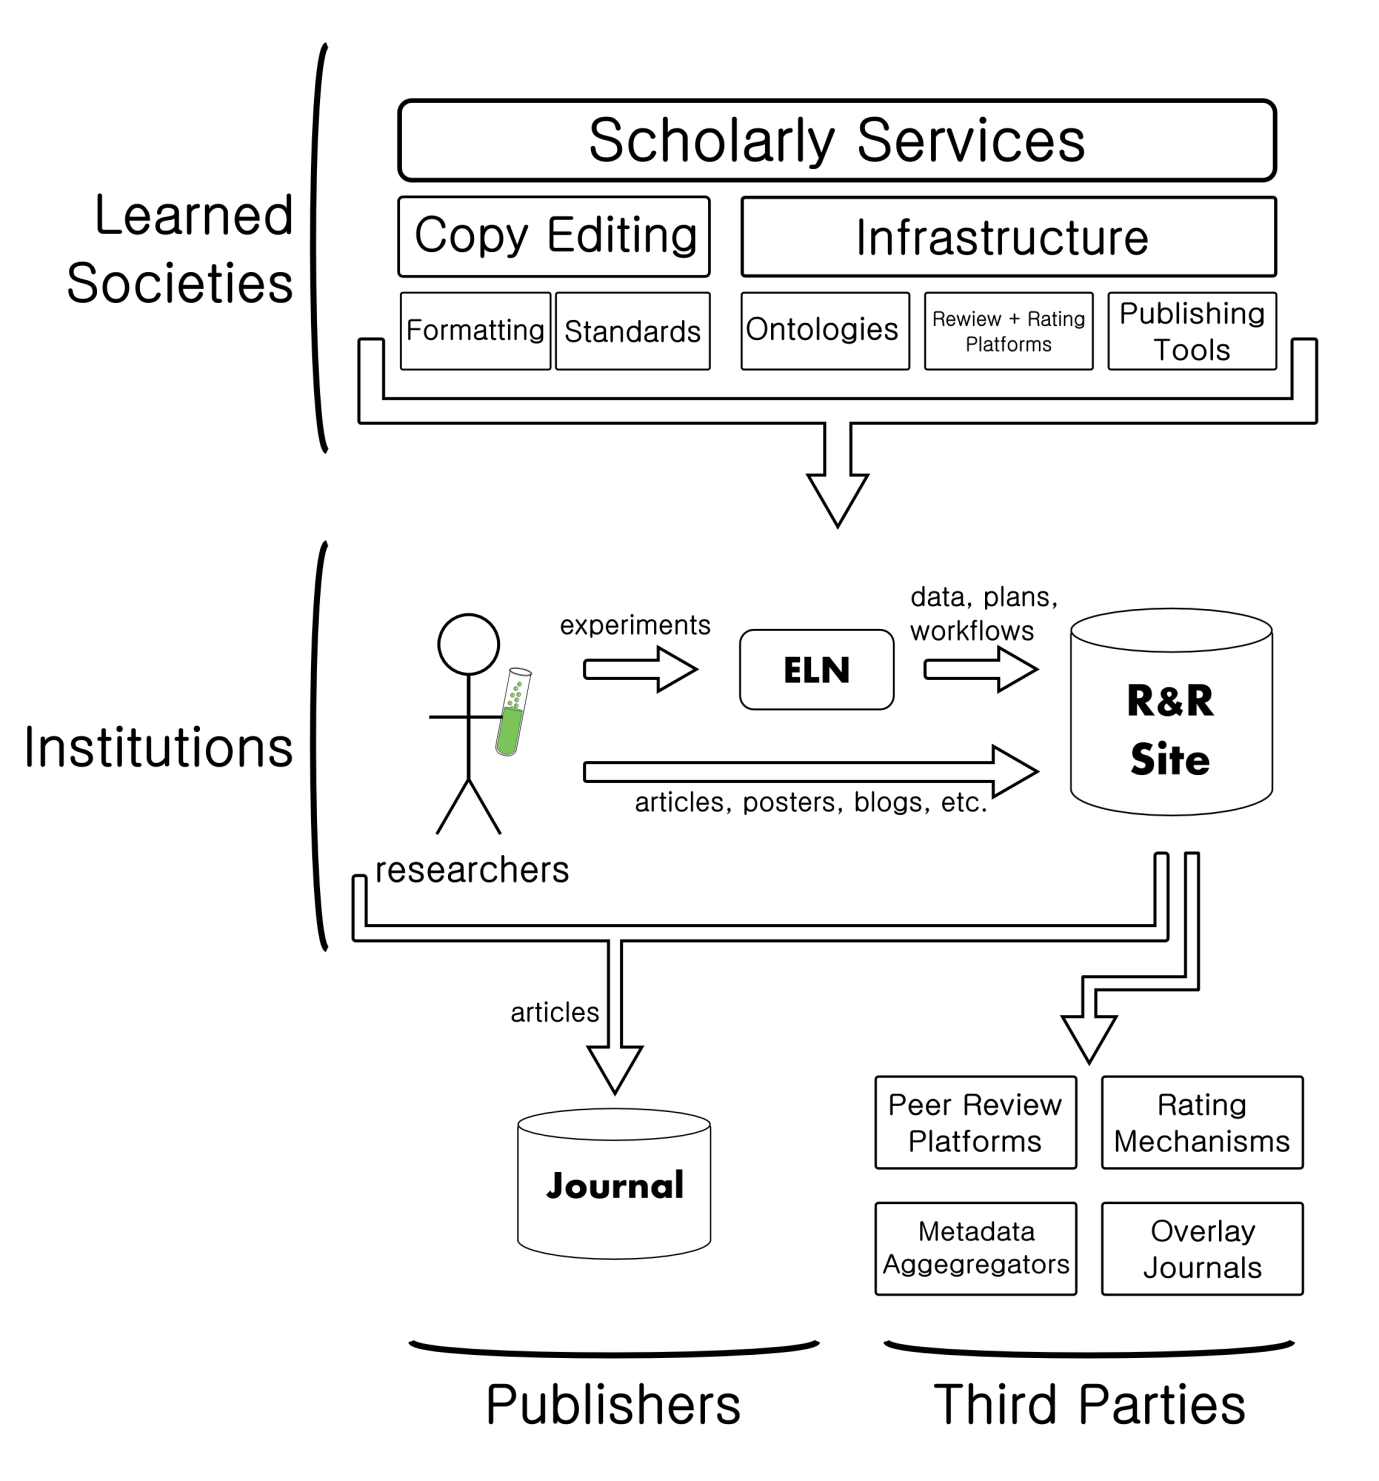 Learned
Societies
Scholarly Services
Copy Editing
Infrastructure
Formatting
Standards
Ontologies
Rewiew + Rating
Platforms
Publishing
Tools
Institutions
experiments
ELN
data, plans,
workflows
R&R
Site
articles, posters, blogs, etc.
researchers
articles
Journal
Peer Review
Platforms
Rating
Mechanisms
Metadada
Aggegregators
Overlay
Journals
Publishers
Third Parties